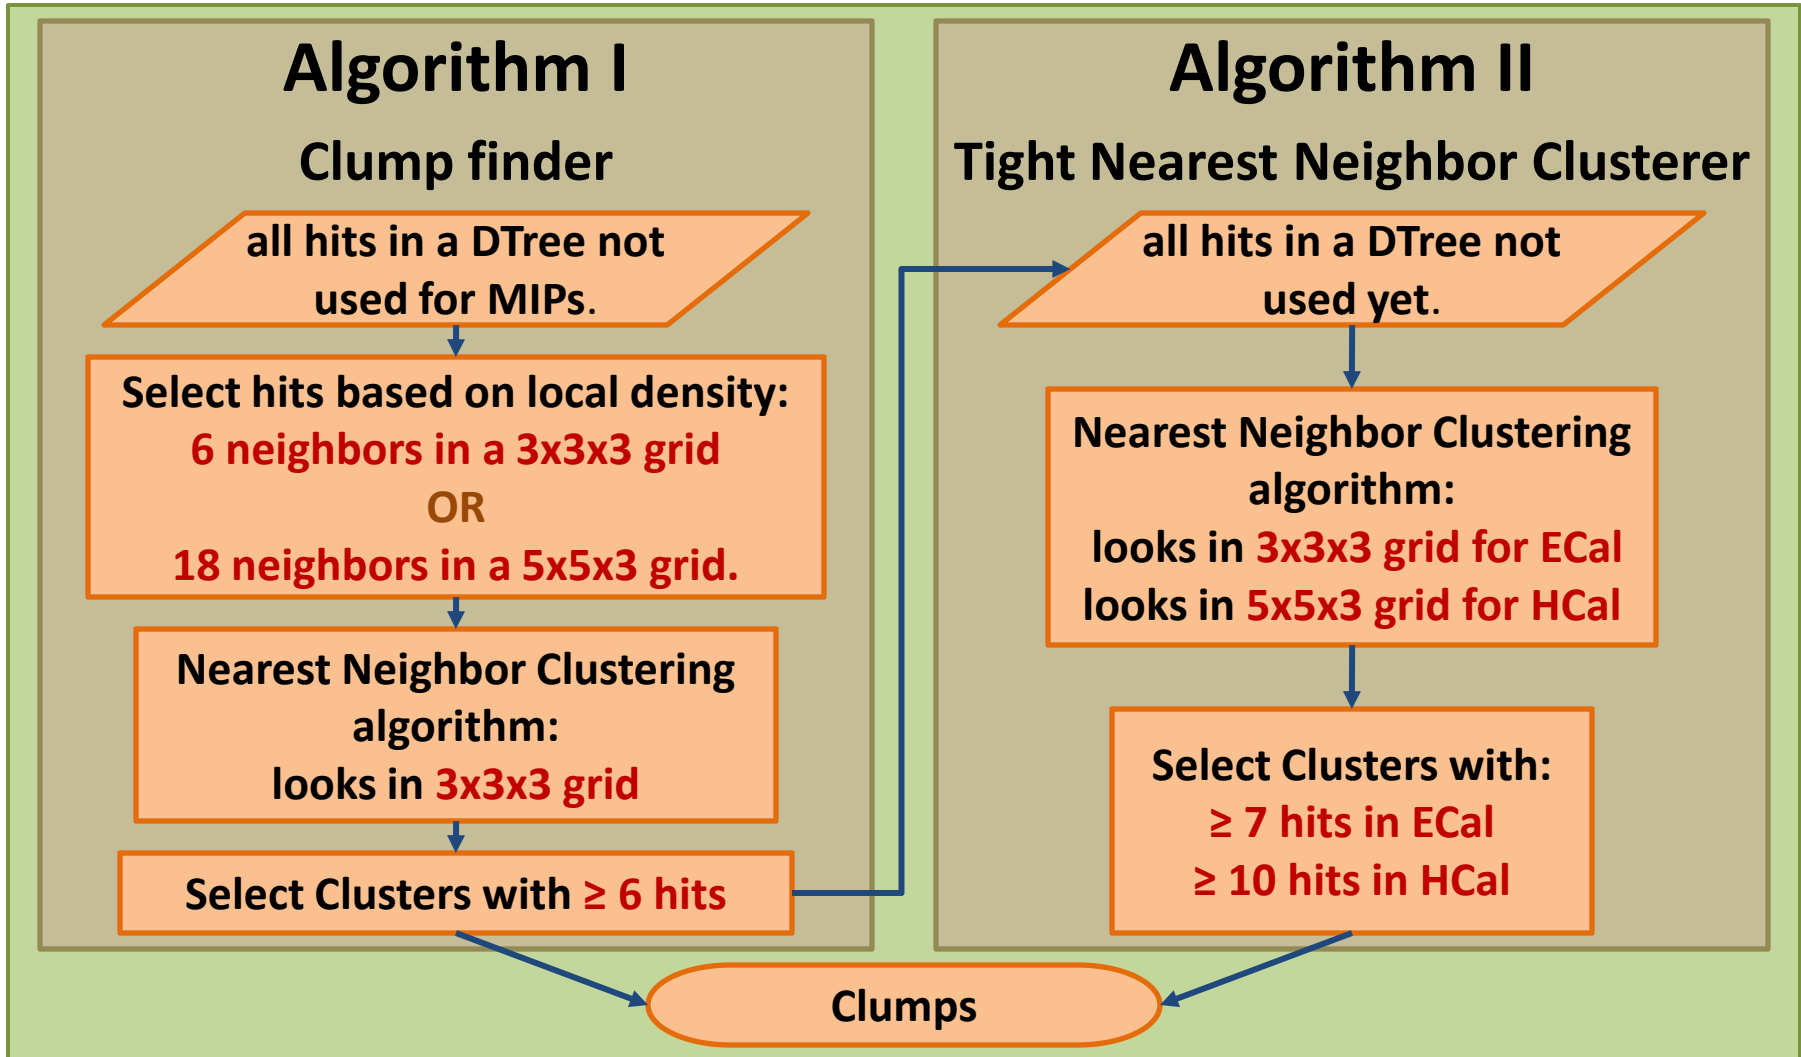 Algorithm I
Clump finder
all hits in a DTree not
used for MIPs.
Select hits based on local density:
6 neighbors in a 3x3x3 grid
OR
18 neighbors in a 5x5x3 grid.
Nearest Neighbor Clustering
algorithm:
looks in 3x3x3 grid
Select Clusters with ≥ 6 hits
Algorithm II
Tight Nearest Neighbor Clusterer
all hits in a DTree not
used yet.
Nearest Neighbor Clustering
algorithm:
looks in 3x3x3 grid for ECal
looks in 5x5x3 grid for HCal
Select Clusters with:
≥ 7 hits in ECal
≥ 10 hits in HCal
Clumps